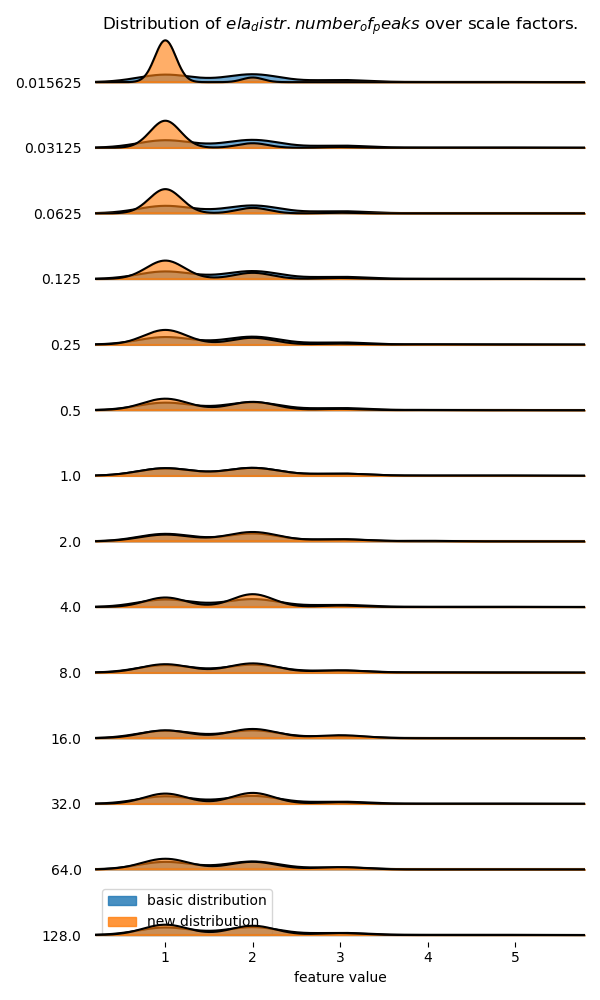 Distribution of elaₔistr. numberₒfₚeaks over scale factors.
0.015625
0.03125
0.0625
0.125
0.25
0.5
1.0
2.0
4.0
8.0
16.0
32.0
64.0
basic distribution
new distribution
128.0
1 2 3 4 5
feature value